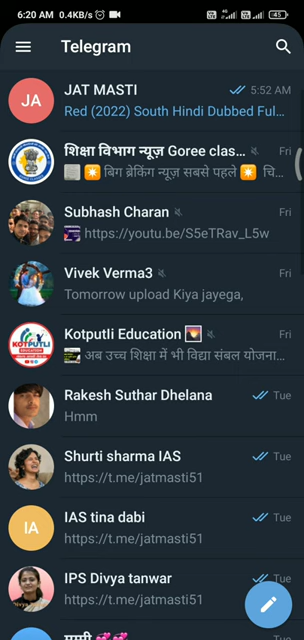 6:20 AM 0.4KB/s
45
Telegram
JA
JAT MASTI
5:52 AM
Red (2022) South Hindi Dubbed Ful...
शिक्षा विभाग न्यूज़ Goree clas...
Fri
बिग ब्रेकिंग न्यूज़ सबसे पहले चि...
Subhash Charan
Fri
https://youtu.be/S5eTRav_L5w
Vivek Verma3
Fri
Tomorrow upload Kiya jayega,
KOTPUTLI
EDUCATION
Kotputli Education
Fri
अब उच्च शिक्षा में भी विद्या संबल योजना...
Rakesh Suthar Dhelana
Tue
Hmm
Shurti sharma IAS
Tue
https://t.me/jatmasti51
IA
IAS tina dabi
Tue
https://t.me/jatmasti51
IPS Divya tanwar
Tue
https://t.me/jatmasti51